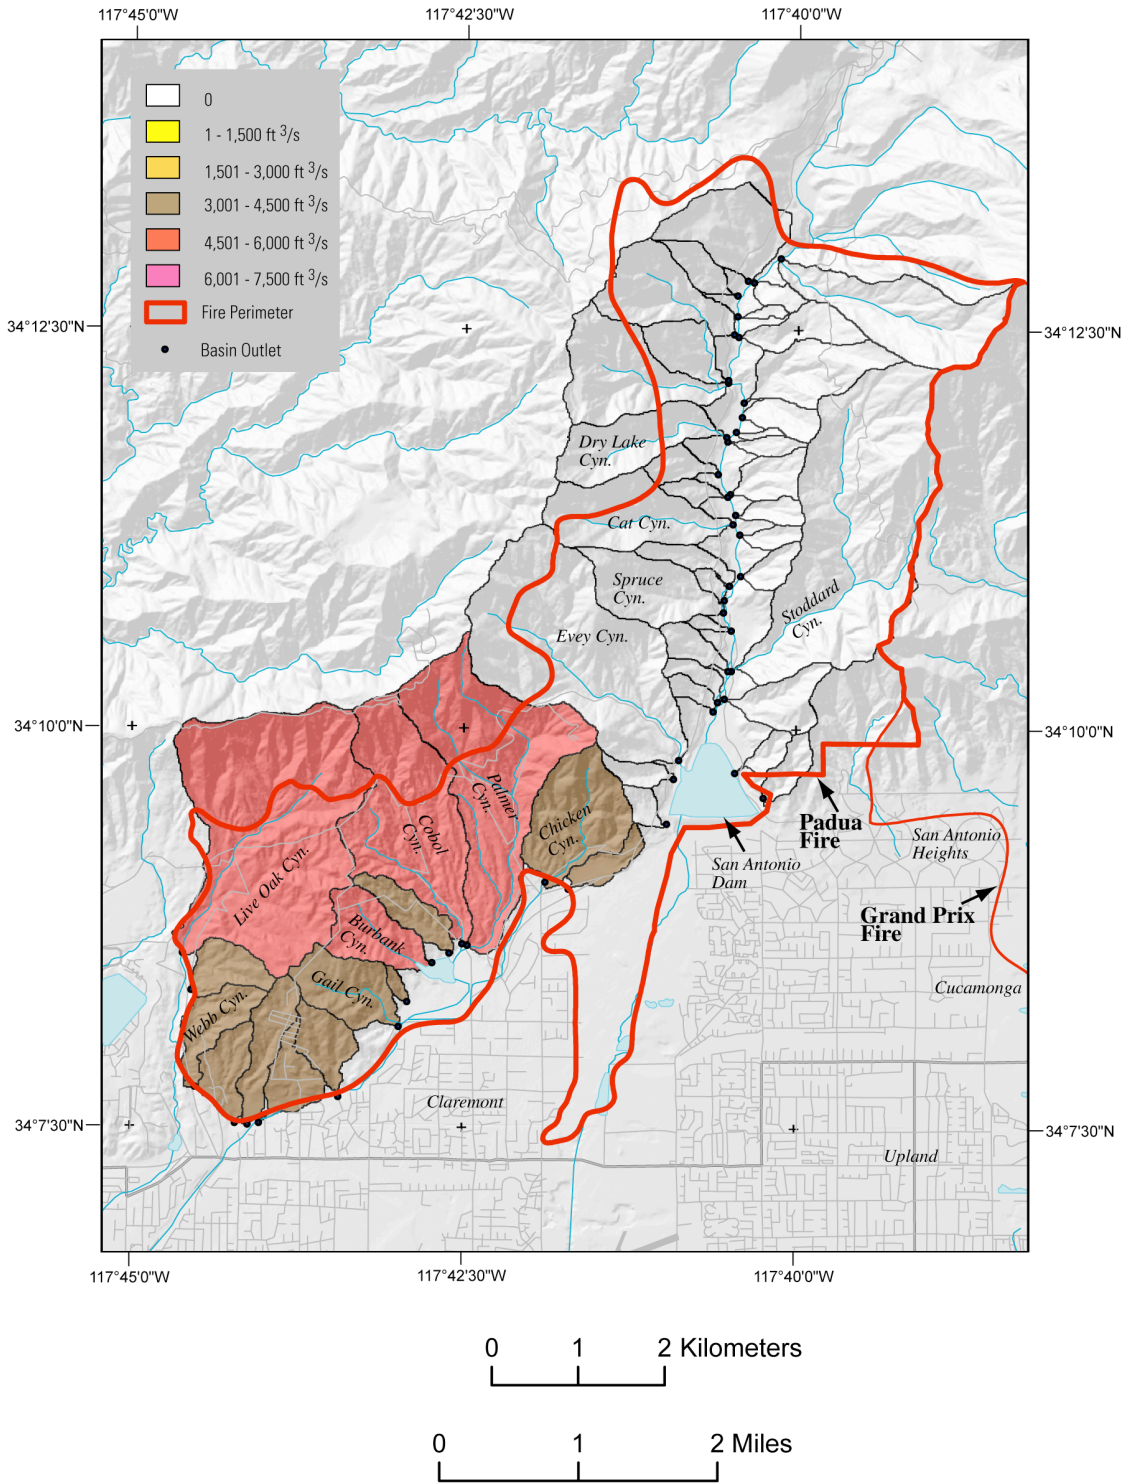 117°45'0"W
117°42'30"W
117°40'0"W
0
1 - 1,500 ft 3/s
1,501 - 3,000 ft 3/s
3,001 - 4,500 ft 3/s
4,501 - 6,000 ft 3/s
6,001 - 7,500 ft 3/s
Fire Perimeter
Basin Outlet
34°12'30"N
34°12'30"N
Dry Lake
Cyn.
Cat Cyn.
Spruce
Cyn.
Stoddard
Cyn.
Evey Cyn.
34°10'0"N
34°10'0"N
Palmer
Cyn.
Cobol
Cyn.
Chicken
Cyn.
Padua
Fire
San Antonio
Heights
San Antonio
Dam
Live Oak Cyn.
Grand Prix
Fire
Burbank
Cyn.
Gail Cyn.
Webb Cyn.
Cucamonga
Claremont
34°7'30"N
34°7'30"N
Upland
117°45'0"W
117°42'30"W
117°40'0"W
0 1 2 Kilometers
0 1 2 Miles